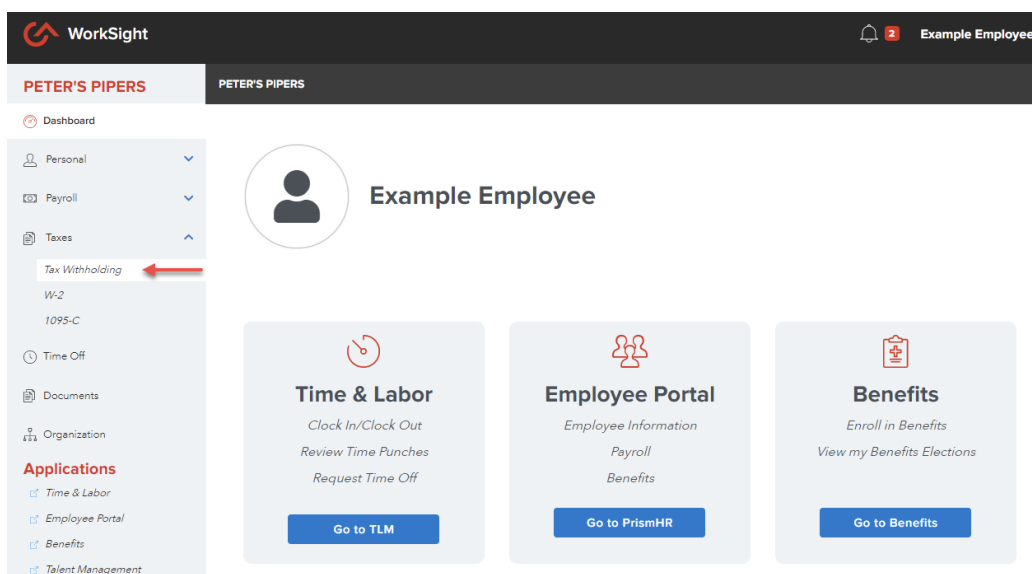 WorkSight
2
Example Employee
PETER'S PIPERS
PETER'S PIPERS
Dashboard
Personal
Payroll
Taxes
Tax Withholding
W-2
1095-C
Time Off
Documents
Organization
Applications
Time & Labor
Employee Portal
Benefits
Talent Management
Example Employee
Time & Labor
Clock In/Clock Out
Review Time Punches
Request Time Off
Go to TLM
Employee Portal
Employee Information
Payroll
Benefits
Go to PrismHR
Benefits
Enroll in Benefits
View my Benefits Elections
Go to Benefits